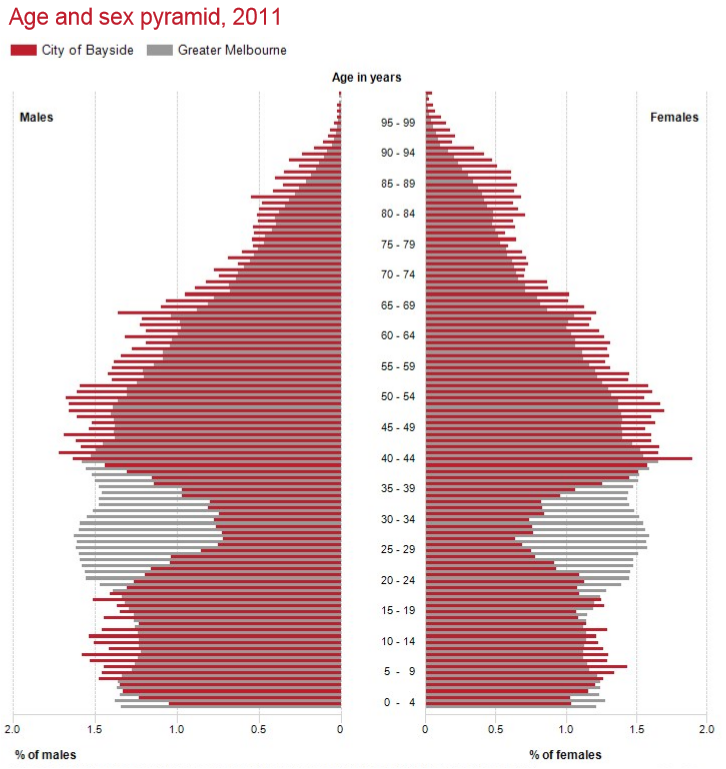 Age and sex pyramid, 2011
City of Bayside Greater Melbourne
Age in years
Males Females
95 - 99
90 - 94
85 - 89
80 - 84
75 - 79
70 - 74
65 - 69
60 - 64
55 - 59
50 - 54
45 - 49
40 - 44
35 - 39
30 - 34
25 - 29
20 - 24
15 - 19
10 - 14
5 - 9
0 - 4
2.0 1.5 1.0 0.5 0 0 0.5 1.0 1.5 2.0
% of males % of females